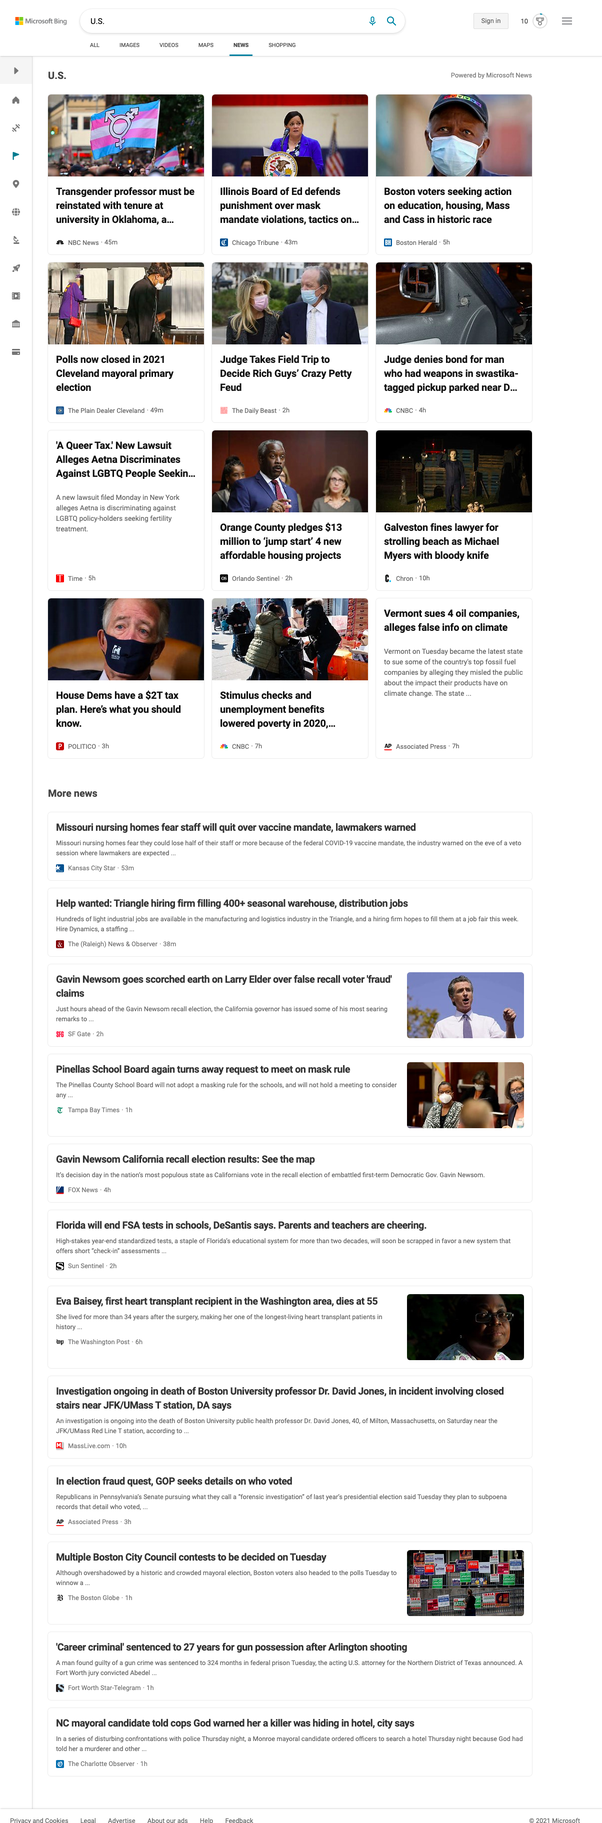 Microsoft Bing
U.S.
Sign in
10
ALL
IMAGES
VIDEOS
MAPS
NEWS
SHOPPING
U.S.
Powered by Microsoft News
Transgender professor must be
reinstated with tenure at
university in Oklahoma, a...
NBC News · 45m
Illinois Board of Ed defends
punishment over mask
mandate violations, tactics on...
Chicago Tribune · 43m
Boston voters seeking action
on education, housing, Mass
and Cass in historic race
Boston Herald · 5h
Polls now closed in 2021
Cleveland mayoral primary
election
The Plain Dealer Cleveland · 49m
Judge Takes Field Trip to
Decide Rich Guys' Crazy Petty
Feud
The Daily Beast · 2h
Judge denies bond for man
who had weapons in swastika-
tagged pickup parked near D...
CNBC · 4h
'A Queer Tax.' New Lawsuit
Alleges Aetna Discriminates
Against LGBTQ People Seekin...
A new lawsuit filed Monday in New York
alleges Aetna is discriminating against
LGBTQ policy-holders seeking fertility
treatment.
Time · 5h
Orange County pledges $13
million to 'jump start' 4 new
affordable housing projects
Orlando Sentinel · 2h
Galveston fines lawyer for
strolling beach as Michael
Myers with bloody knife
Chron · 10h
House Dems have a $2T tax
plan. Here's what you should
know.
POLITICO · 3h
Stimulus checks and
unemployment benefits
lowered poverty in 2020,...
CNBC · 7h
Vermont sues 4 oil companies,
alleges false info on climate
Vermont on Tuesday became the latest state
to sue some of the country's top fossil fuel
companies by alleging they misled the public
about the impact their products have on
climate change. The state ...
AP Associated Press · 7h
More news
Missouri nursing homes fear staff will quit over vaccine mandate, lawmakers warned
Missouri nursing homes fear they could lose half of their staff or more because of the federal COVID-19 vaccine mandate, the industry warned on the eve of a veto
session where lawmakers are expected ...
Kansas City Star · 53m
Help wanted: Triangle hiring firm filling 400+ seasonal warehouse, distribution jobs
Hundreds of light industrial jobs are available in the manufacturing and logistics industry in the Triangle, and a hiring firm hopes to fill them at a job fair this week.
Hire Dynamics, a staffing ...
The (Raleigh) News & Observer · 38m
Gavin Newsom goes scorched earth on Larry Elder over false recall voter 'fraud'
claims
Just hours ahead of the Gavin Newsom recall election, the California governor has issued some of his most searing
remarks to ...
SF Gate · 2h
Pinellas School Board again turns away request to meet on mask rule
The Pinellas County School Board will not adopt a masking rule for the schools, and will not hold a meeting to consider
any ...
Tampa Bay Times · 1h
Gavin Newsom California recall election results: See the map
It's decision day in the nation's most populous state as Californians vote in the recall election of embattled first-term Democratic Gov. Gavin Newsom.
FOX News · 4h
Florida will end FSA tests in schools, DeSantis says. Parents and teachers are cheering.
High-stakes year-end standardized tests, a staple of Florida's educational system for more than two decades, will soon be scrapped in favor a new system that
offers short "check-in" assessments ...
Sun Sentinel · 2h
Eva Baisey, first heart transplant recipient in the Washington area, dies at 55
She lived for more than 34 years after the surgery, making her one of the longest-living heart transplant patients in
history ...
The Washington Post · 6h
Investigation ongoing in death of Boston University professor Dr. David Jones, in incident involving closed
stairs near JFK/UMass T station, DA says
An investigation is ongoing into the death of Boston University public health professor Dr. David Jones, 40, of Milton, Massachusetts, on Saturday near the
JFK/UMass Red Line T station, according to ...
MassLive.com · 10h
In election fraud quest, GOP seeks details on who voted
Republicans in Pennsylvania's Senate pursuing what they call a "forensic investigation" of last year's presidential election said Tuesday they plan to subpoena
records that detail who voted, ...
AP Associated Press · 3h
Multiple Boston City Council contests to be decided on Tuesday
Although overshadowed by a historic and crowded mayoral election, Boston voters also headed to the polls Tuesday to
winnow a ...
The Boston Globe · 1h
'Career criminal' sentenced to 27 years for gun possession after Arlington shooting
A man found guilty of a gun crime was sentenced to 324 months in federal prison Tuesday, the acting U.S. attorney for the Northern District of Texas announced. A
Fort Worth jury convicted Abedel ...
Fort Worth Star-Telegram · 1h
NC mayoral candidate told cops God warned her a killer was hiding in hotel, city says
In a series of disturbing confrontations with police Thursday night, a Monroe mayoral candidate ordered officers to search a hotel Thursday night because God had
told her a murderer and other ...
The Charlotte Observer · 1h
Privacy and Cookies
Legal
Advertise
About our ads
Help
Feedback
© 2021 Microsoft